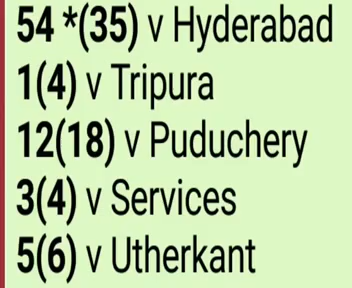 54 *(35) v Hyderabad
1(4) v Tripura
12(18) v Puduchery
3(4) v Services
5(6) v Utherkant